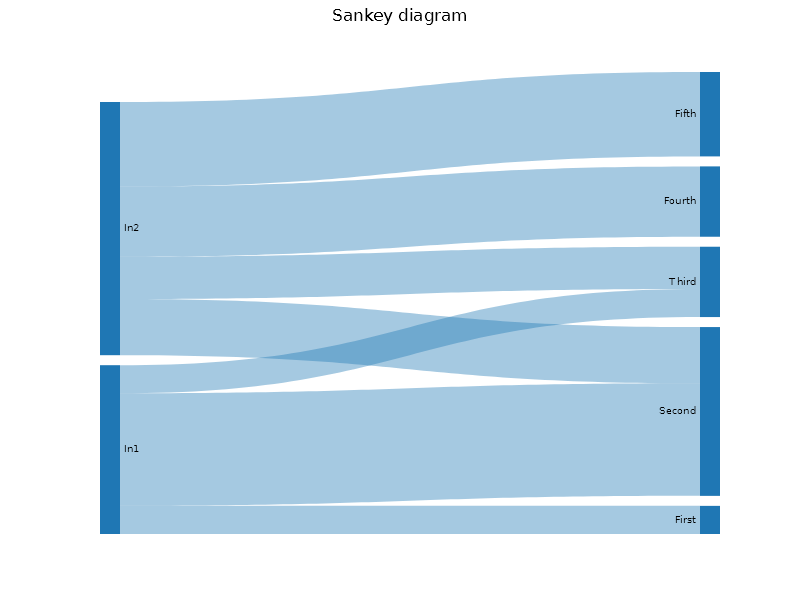 Sankey diagram
Fifth
Fourth
In2
Third
Second
In1
First